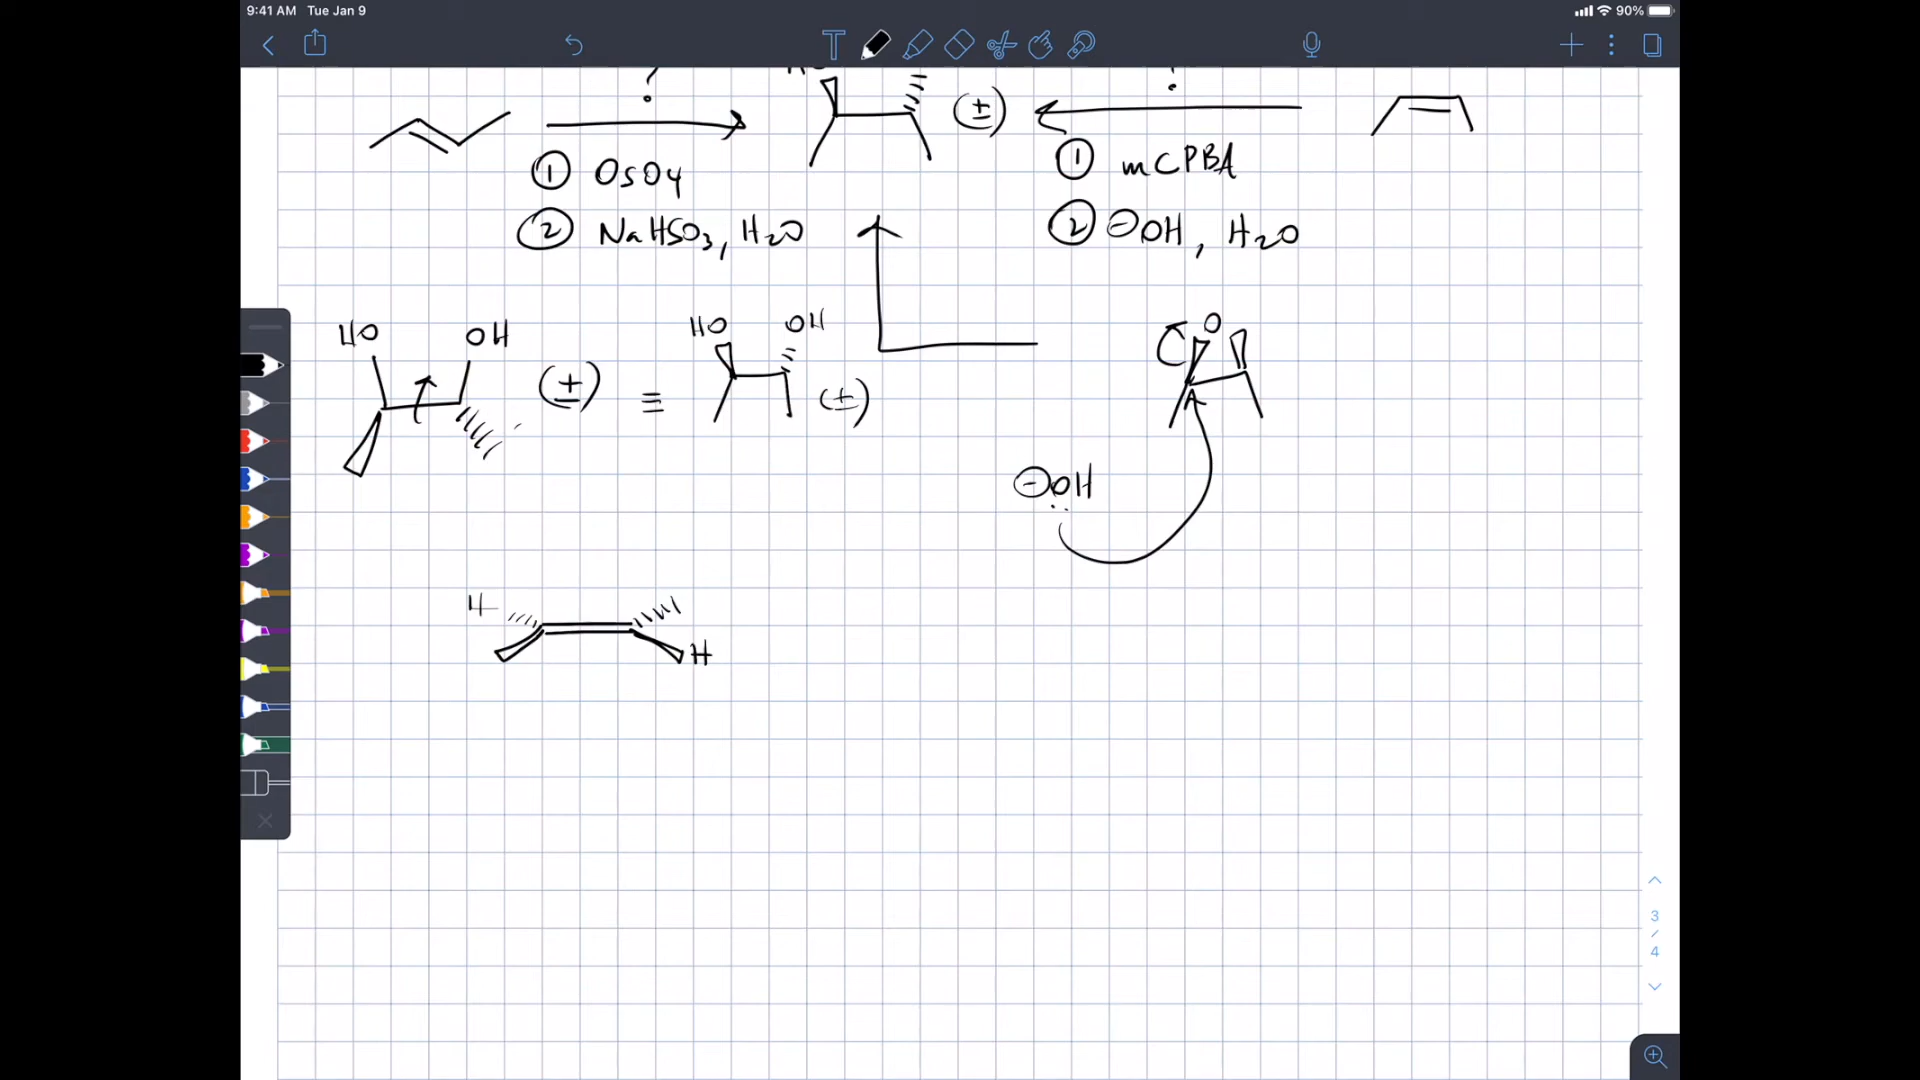 9:41 AM Tue Jan 9
90%
T
?
(±)
① OsO4
② NaHSO3, H2O
① mCPBA
② ⊖OH, H2O
HO OH (±) ≡ HO OH (±)
O
⊖OH
H
H
3
/
4